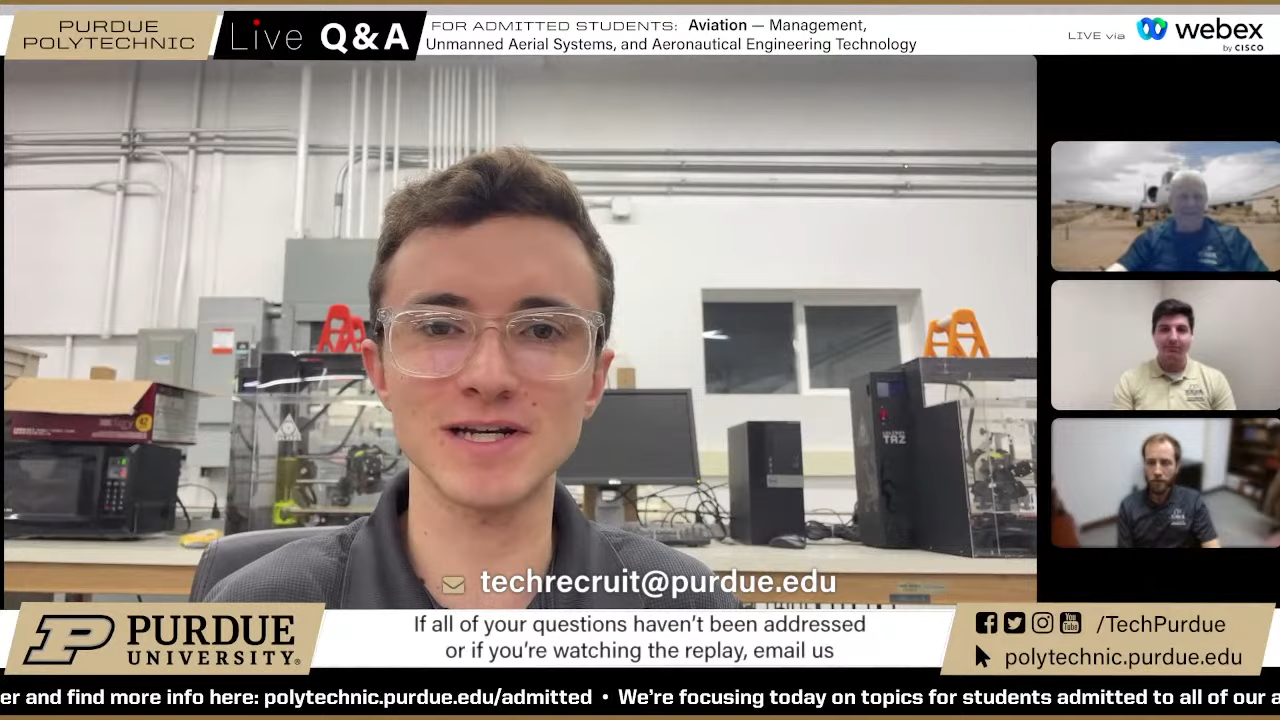 PURDUE
POLYTECHNIC
Live Q&A
FOR ADMITTED STUDENTS: Aviation — Management,
Unmanned Aerial Systems, and Aeronautical Engineering Technology
LIVE via webex
by CISCO
TAZ
techrecruit@purdue.edu
PURDUE
UNIVERSITY®
If all of your questions haven't been addressed
or if you're watching the replay, email us
You
Tube
/TechPurdue
polytechnic.purdue.edu
er and find more info here: polytechnic.purdue.edu/admitted • We're focusing today on topics for students admitted to all of our a